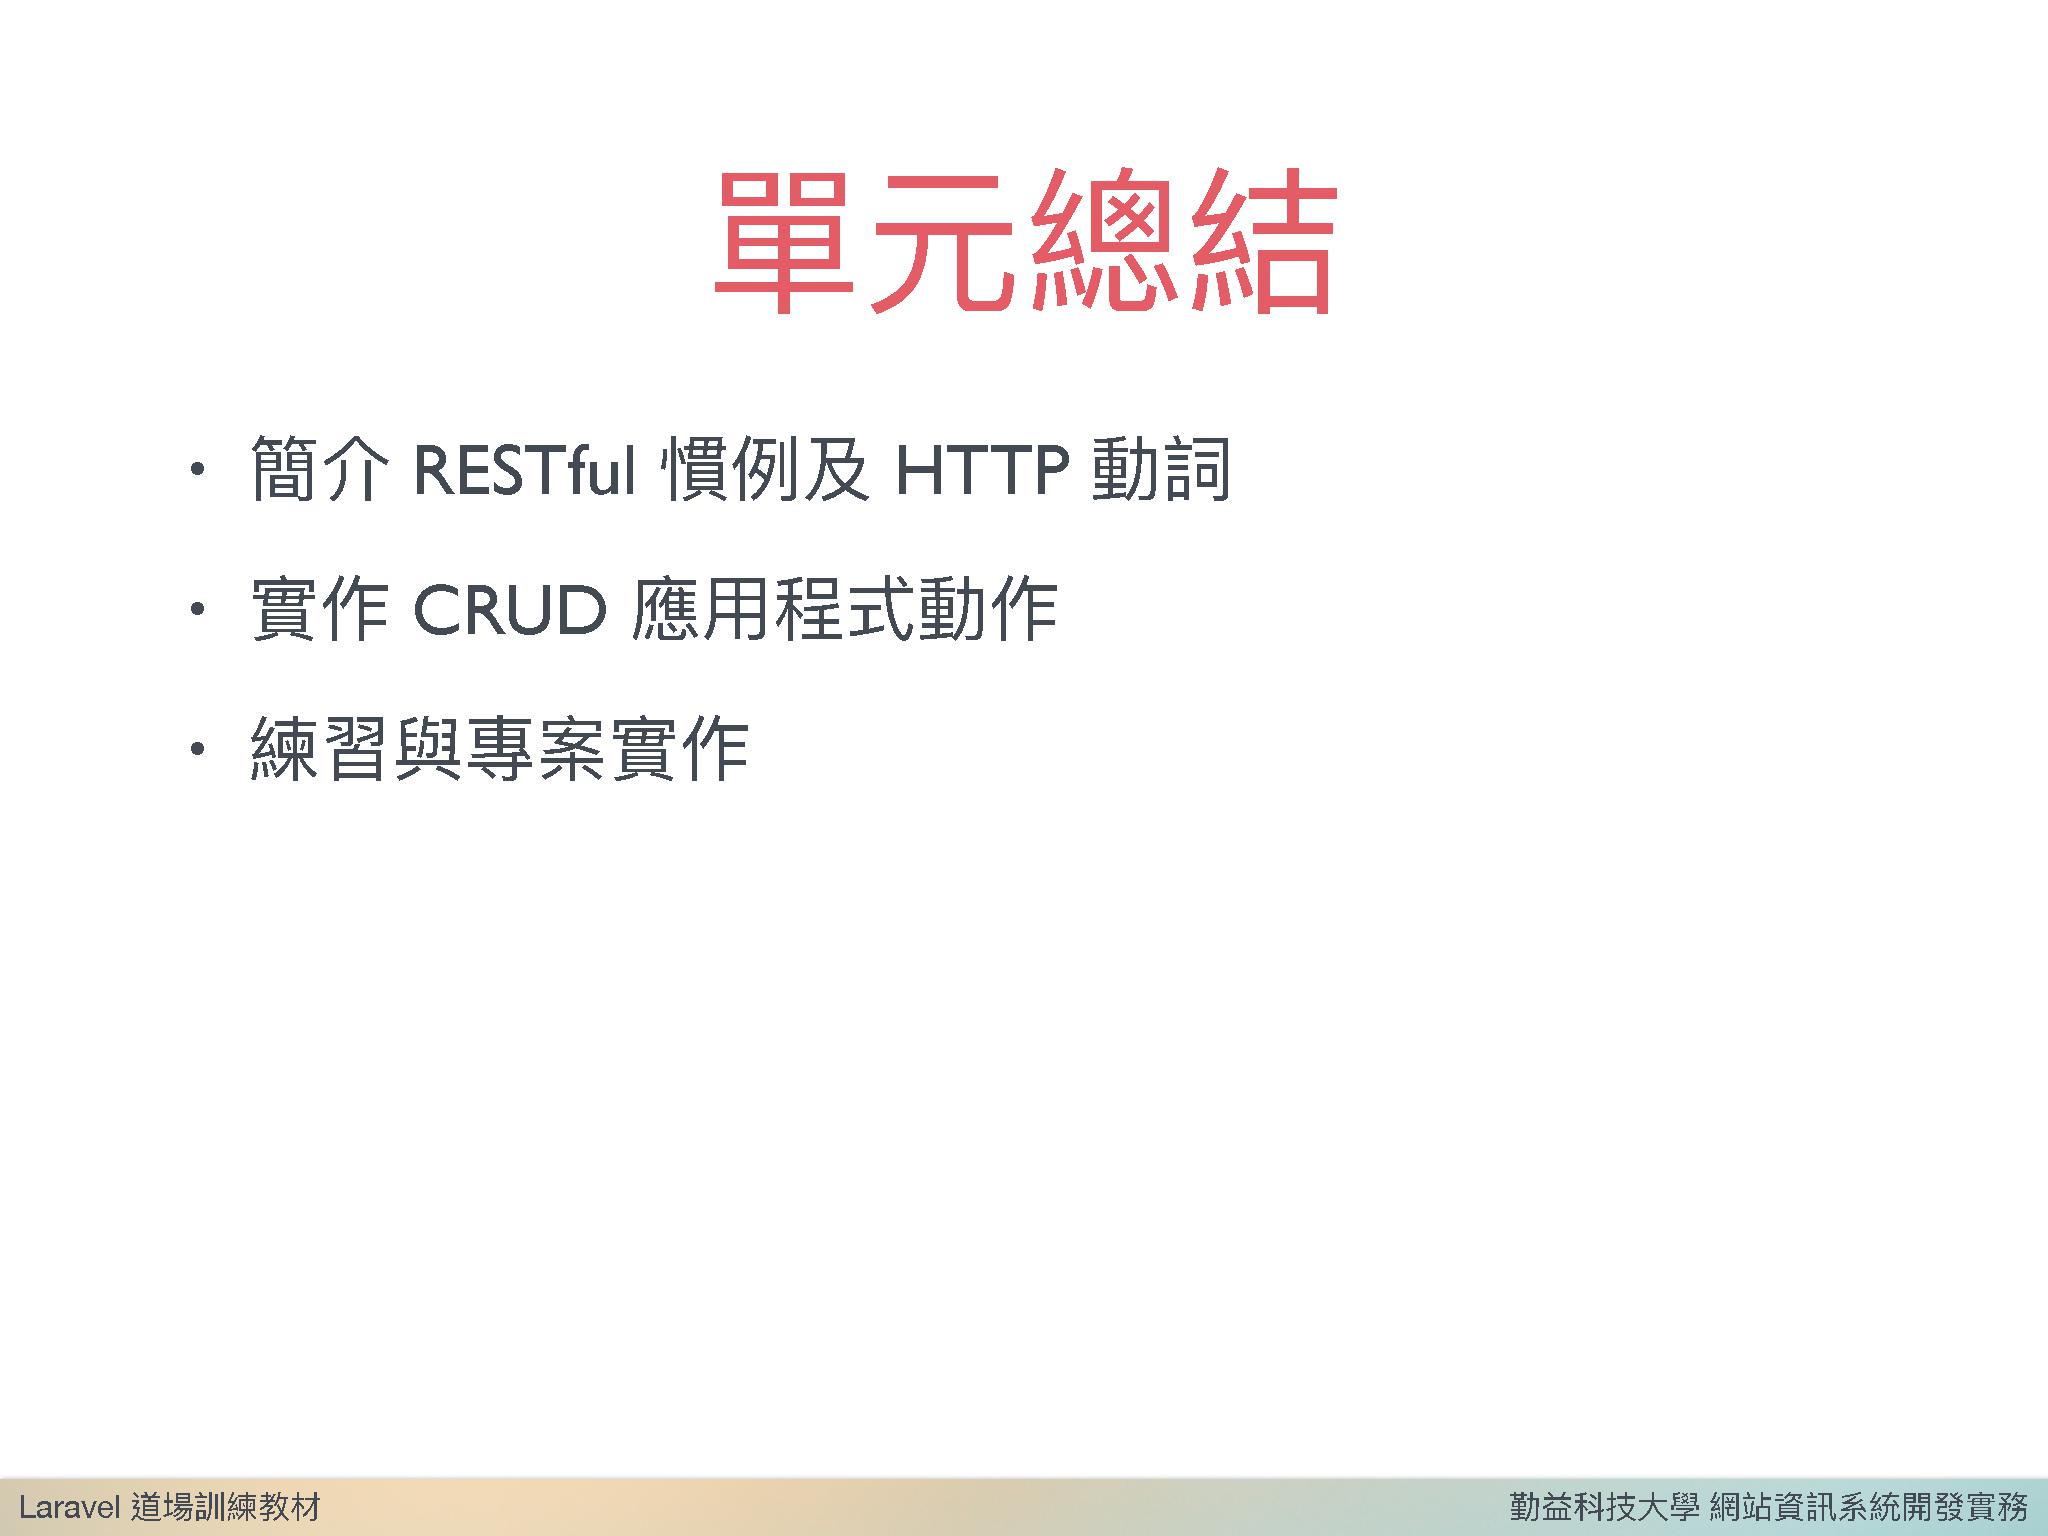 單元總結
• 簡介 RESTful 慣例及 HTTP 動詞
• 實作 CRUD 應用程式動作
• 練習與專案實作
Laravel 道場訓練教材
勤益科技大學 網站資訊系統開發實務